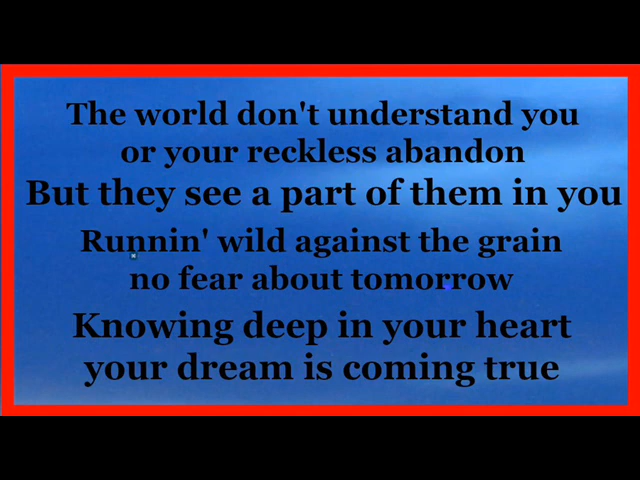 The world don't understand you
or your reckless abandon
But they see a part of them in you
Runnin' wild against the grain
no fear about tomorrow
Knowing deep in your heart
your dream is coming true